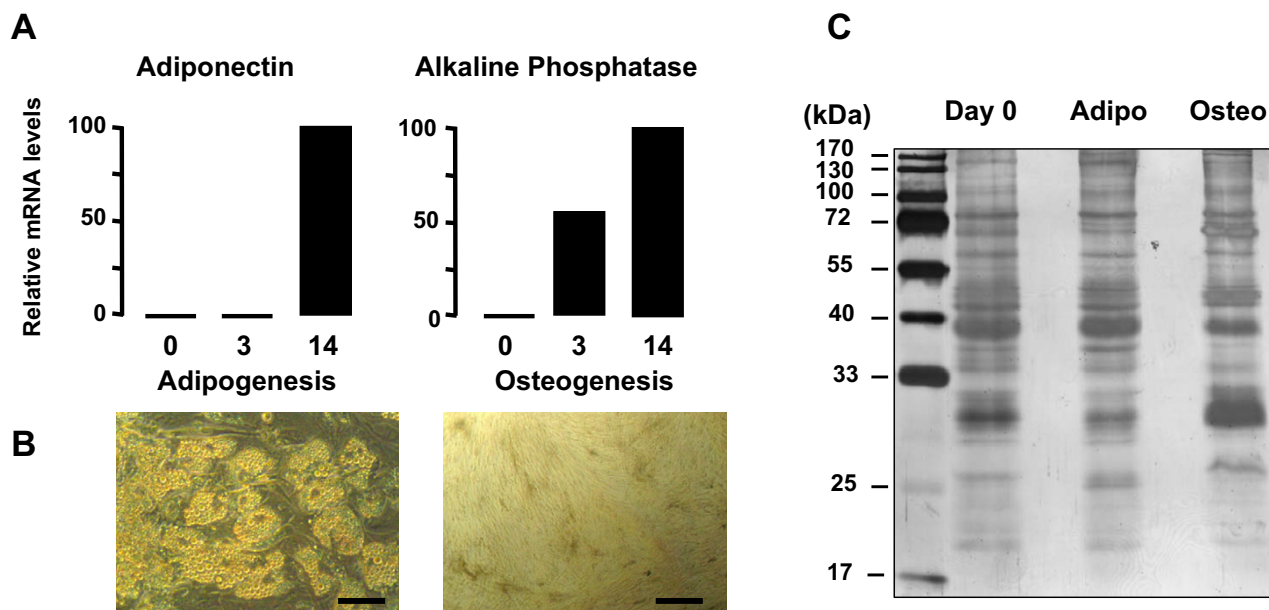 A
Adiponectin
Relative mRNA levels
100
50
0
0 3 14
Adipogenesis
Alkaline Phosphatase
100
50
0
0 3 14
Osteogenesis
B
C
(kDa) Day 0 Adipo Osteo
170
130
100
72
55
40
33
25
17